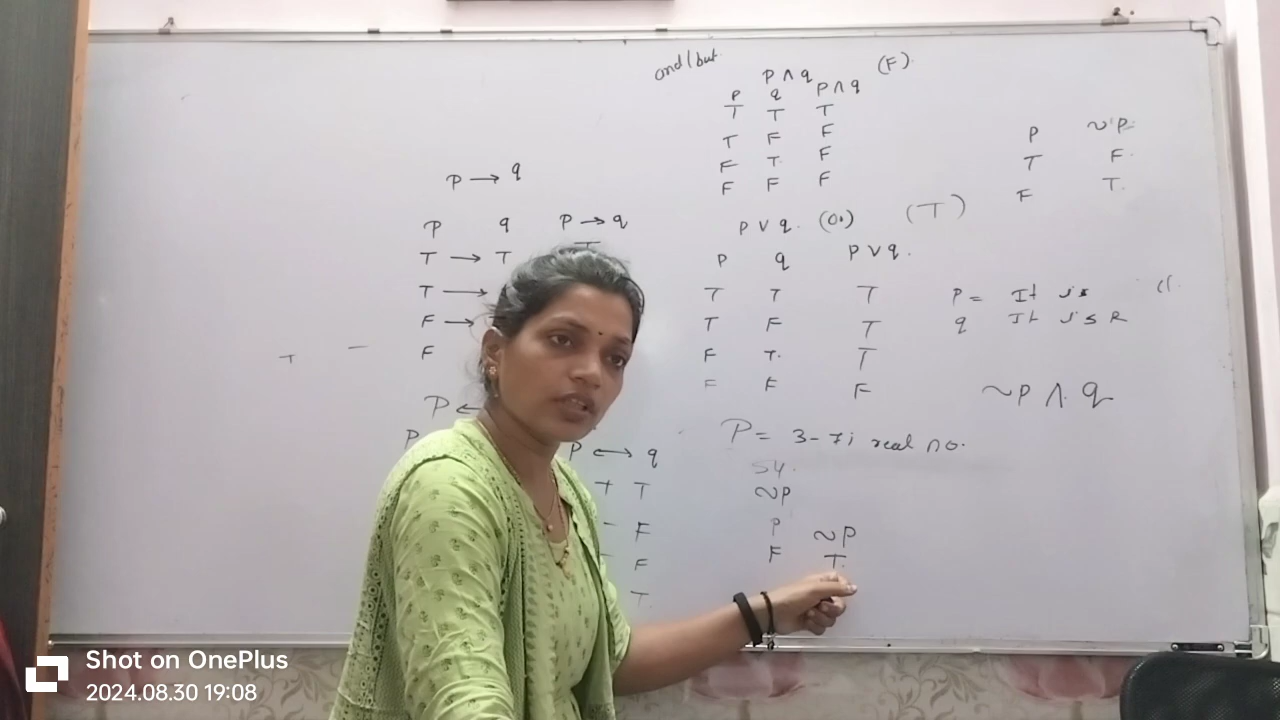 and/but
p ∧ q (F)
p q p ∧ q
T T T
T F F
F T F
F F F
p ~p
T F
F T
p → q
p q p → q
T → T T
T →
F →
F
T –
p ∨ q (or) (T)
p q p ∨ q
T T T
T F T
F T T
F F F
p = It is
q It is R
~p ∧ q
p = 3-7i real no.
~p
p ~p
F T
p ←
p
p ↔ q
T T
F
F
T
Shot on OnePlus
2024.08.30 19:08